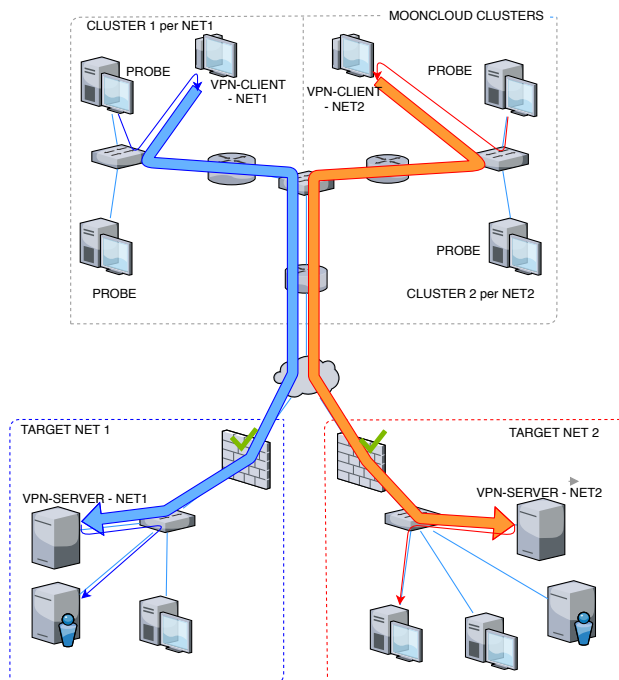 CLUSTER 1 per NET1
MOONCLOUD CLUSTERS
PROBE
VPN-CLIENT
- NET1
VPN-CLIENT
- NET2
PROBE
PROBE
PROBE
CLUSTER 2 per NET2
TARGET NET 1
TARGET NET 2
VPN-SERVER - NET1
VPN-SERVER - NET2